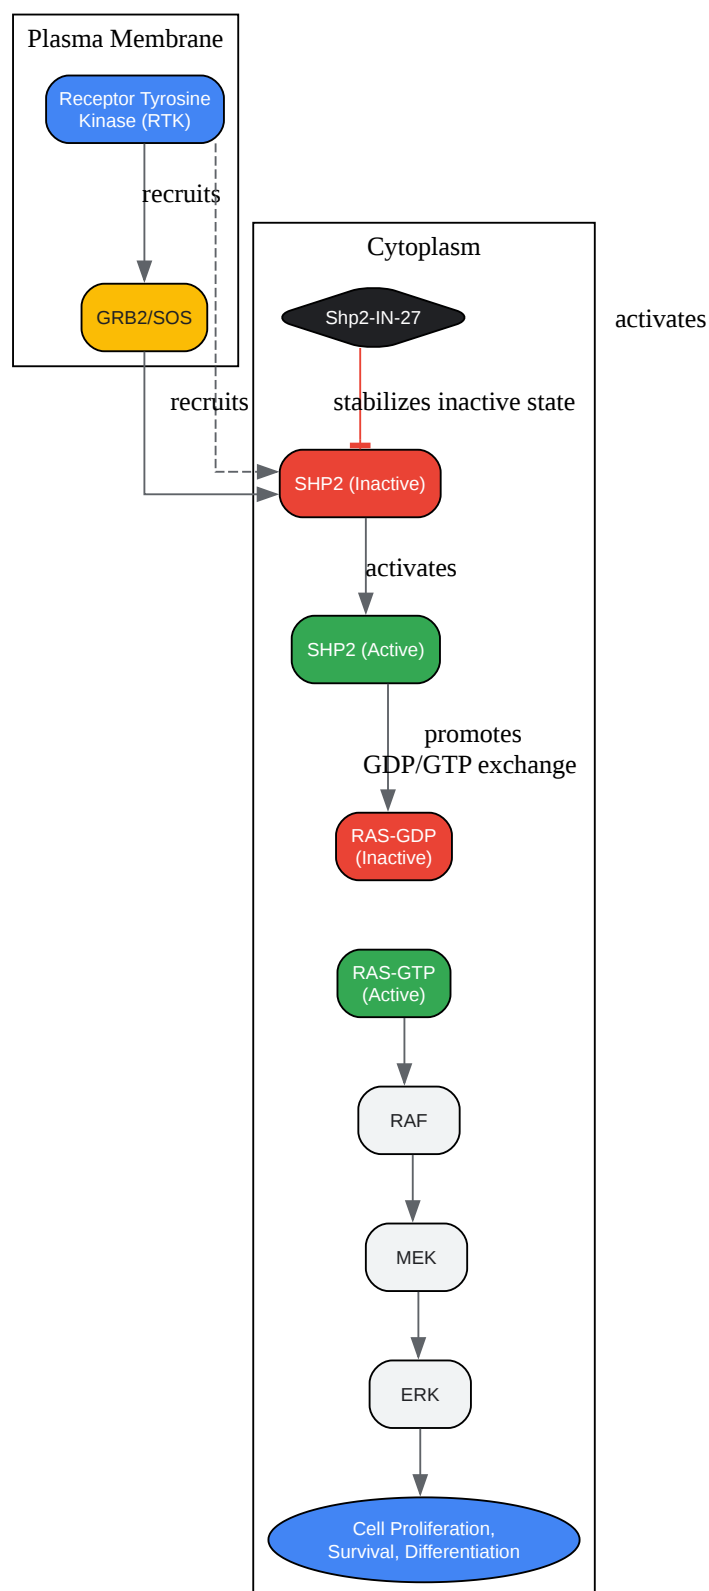 Plasma Membrane
Receptor Tyrosine
Kinase (RTK)
recruits
GRB2/SOS
Cytoplasm
Shp2-IN-27
activates
recruits
stabilizes inactive state
SHP2 (Inactive)
activates
SHP2 (Active)
promotes
GDP/GTP exchange
RAS-GDP
(Inactive)
RAS-GTP
(Active)
RAF
MEK
ERK
Cell Proliferation,
Survival, Differentiation